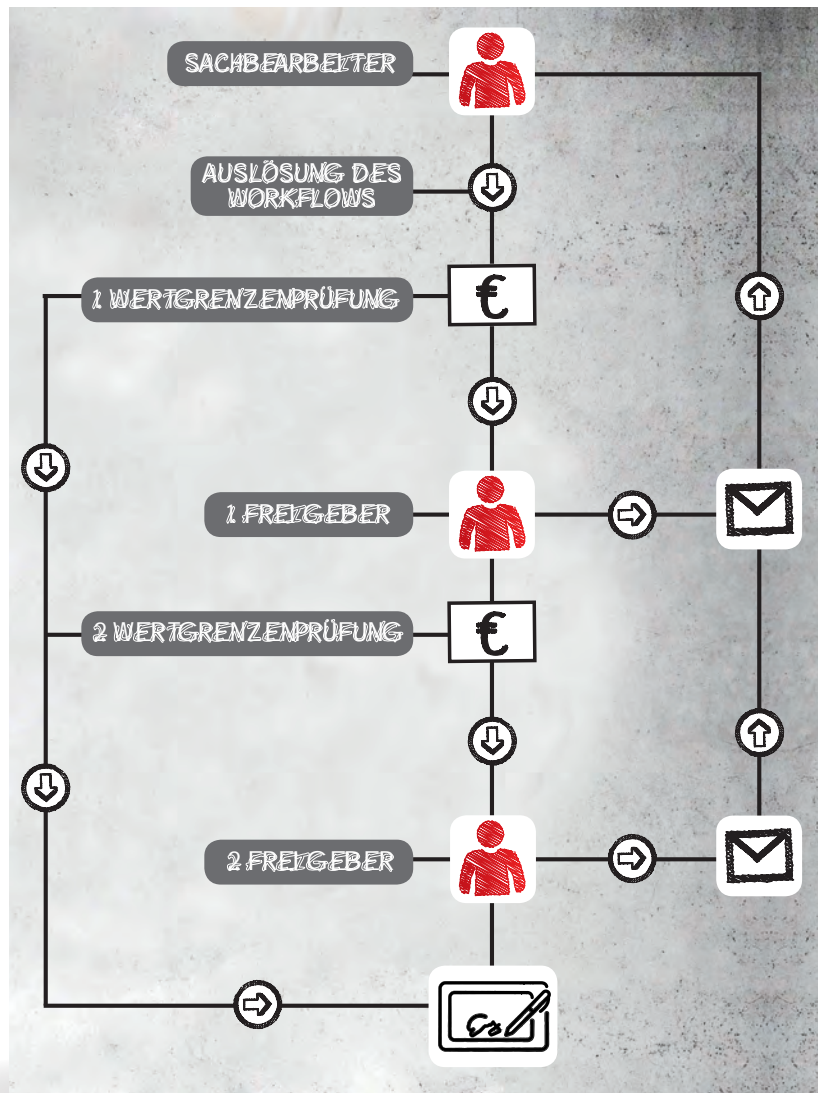 SACHBEARBEITER
AUSLÖSUNG DES
WORKFLOWS
1 WERTGRENZENPRÜFUNG
€
1 FREIGEBER
2 WERTGRENZENPRÜFUNG
€
2 FREIGEBER